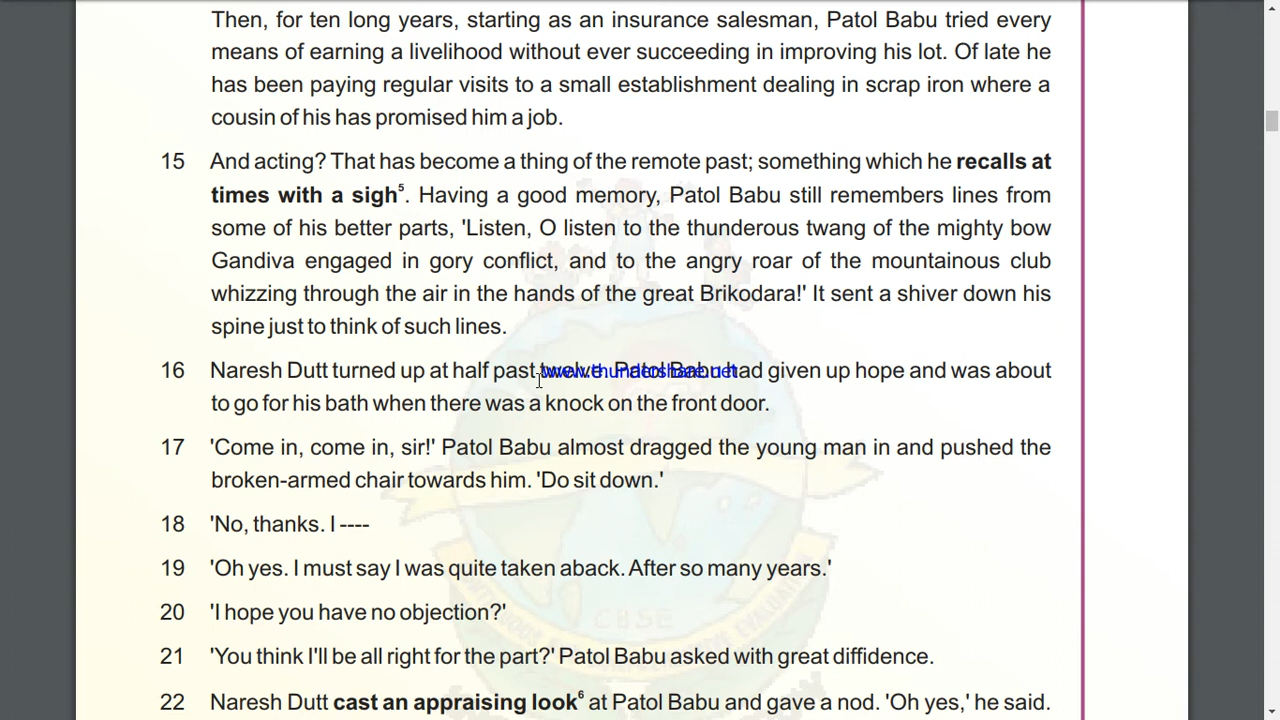 Then, for ten long years, starting as an insurance salesman, Patol Babu tried every
means of earning a livelihood without ever succeeding in improving his lot. Of late he
has been paying regular visits to a small establishment dealing in scrap iron where a
cousin of his has promised him a job.
15 And acting? That has become a thing of the remote past; something which he recalls at
times with a sigh5. Having a good memory, Patol Babu still remembers lines from
some of his better parts, 'Listen, O listen to the thunderous twang of the mighty bow
Gandiva engaged in gory conflict, and to the angry roar of the mountainous club
whizzing through the air in the hands of the great Brikodara!' It sent a shiver down his
spine just to think of such lines.
16 Naresh Dutt turned up at half past twelve. Patol Babu had given up hope and was about
www.thundershare.net
to go for his bath when there was a knock on the front door.
17 'Come in, come in, sir!' Patol Babu almost dragged the young man in and pushed the
broken-armed chair towards him. 'Do sit down.'
18 'No, thanks. I ----
19 'Oh yes. I must say I was quite taken aback. After so many years.'
20 'I hope you have no objection?'
21 'You think I'll be all right for the part?' Patol Babu asked with great diffidence.
22 Naresh Dutt cast an appraising look6 at Patol Babu and gave a nod. 'Oh yes,' he said.
CBSE